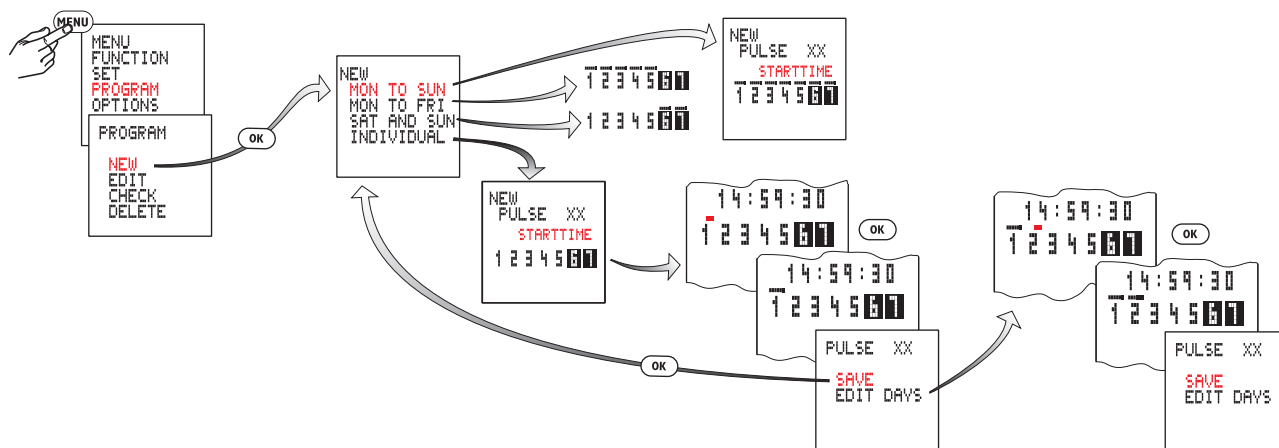 MENU
MENU
FUNCTION
SET
PROGRAM
OPTIONS
PROGRAM
NEW
EDIT
CHECK
DELETE
OK
NEW
MON TO SUN
MON TO FRI
SAT AND SUN
INDIVIDUAL
1 2 3 4 5 6 7
1 2 3 4 5 6 7
NEW
PULSE XX
STARTTIME
1 2 3 4 5 6 7
NEW
PULSE XX
STARTTIME
1 2 3 4 5 6 7
14:59:30
1 2 3 4 5 6 7
OK
14:59:30
1 2 3 4 5 6 7
PULSE XX
SAVE
EDIT DAYS
OK
14:59:30
1 2 3 4 5 6 7
OK
14:59:30
1 2 3 4 5 6 7
PULSE XX
SAVE
EDIT DAYS